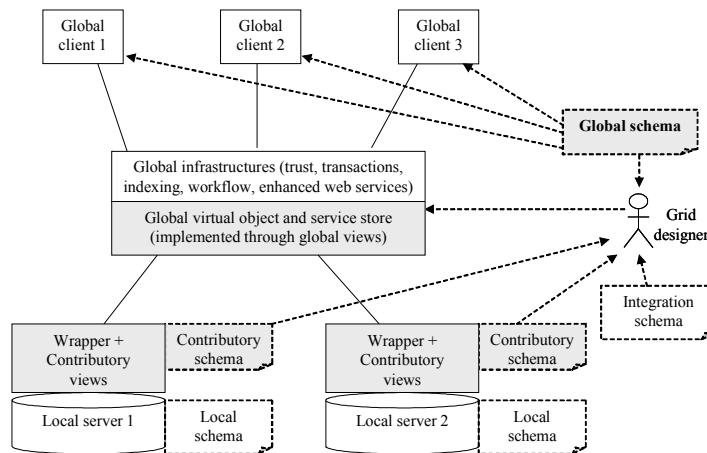 Global
client 1
Global
client 2
Global
client 3
Global schema
Global infrastructures (trust, transactions,
indexing, workflow, enhanced web services)
Global virtual object and service store
(implemented through global views)
Grid
designer
Integration
schema
Wrapper +
Contributory
views
Contributory
schema
Wrapper +
Contributory
views
Contributory
schema
Local server 1
Local
schema
Local server 2
Local
schema